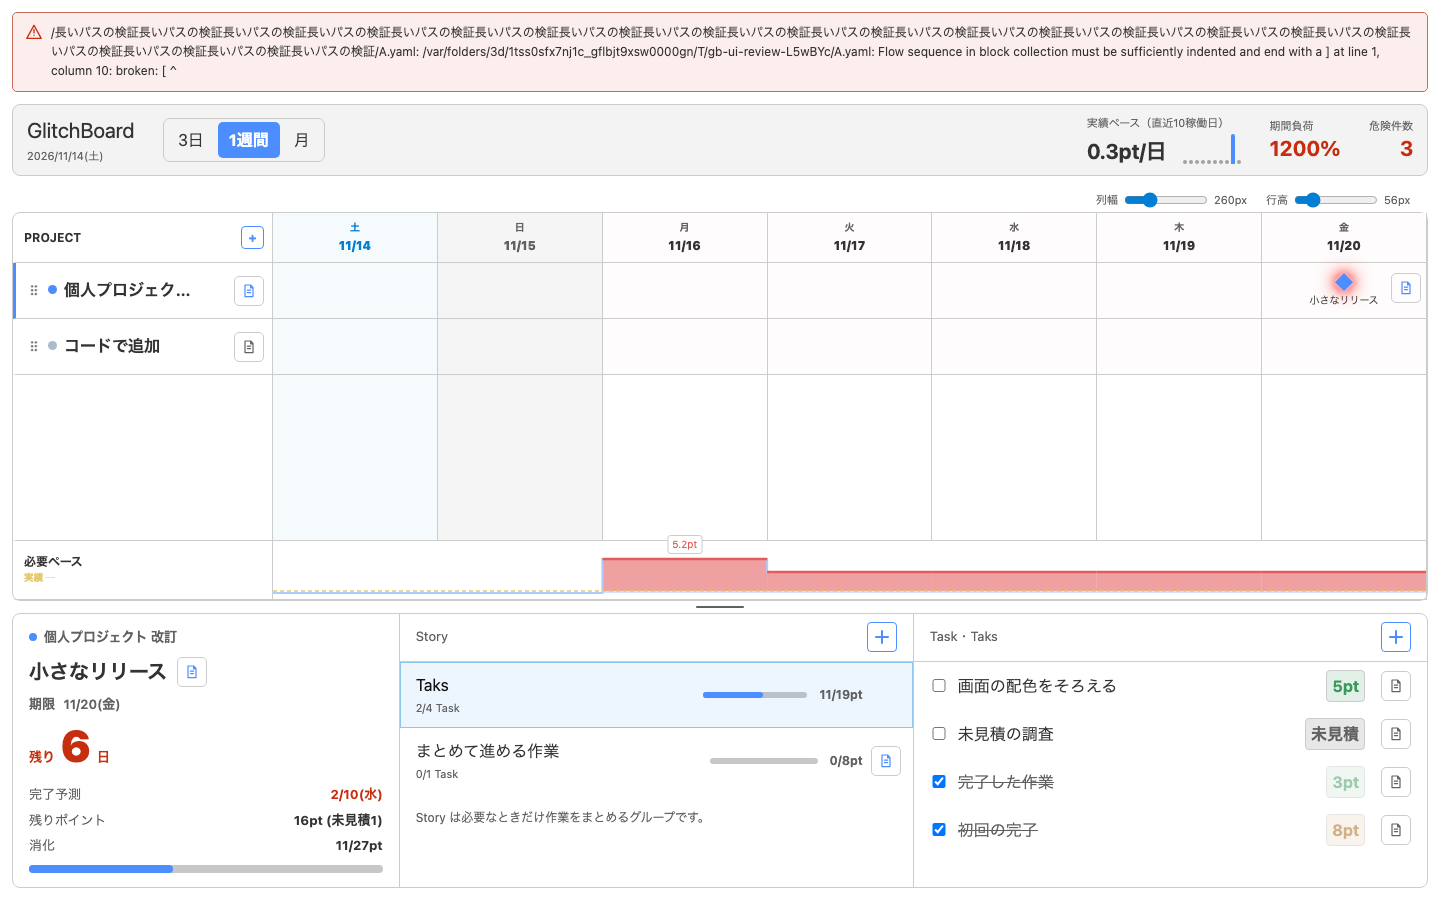 /長いパスの検証長いパスの検証長いパスの検証長いパスの検証長いパスの検証長いパスの検証長いパスの検証長いパスの検証長いパスの検証長いパスの検証長いパスの検証長いパスの検証長いパスの検証長いパスの検証長いパスの検証長いパスの検証長
いパスの検証長いパスの検証長いパスの検証長いパスの検証/A.yaml: /var/folders/3d/1tss0sfx7nj1c_gflbjt9xsw0000gn/T/gb-ui-review-L5wBYc/A.yaml: Flow sequence in block collection must be sufficiently indented and end with a ] at line 1,
column 10: broken: [ ^
GlitchBoard
2026/11/14(土)
3日
1週間
月
実績ペース（直近10稼働日）
0.3pt/日
期間負荷
1200%
危険件数
3
列幅
260px
行高
56px
PROJECT
+
土
11/14
日
11/15
月
11/16
火
11/17
水
11/18
木
11/19
金
11/20
個人プロジェク...
小さなリリース
コードで追加
必要ペース
実績 —
5.2pt
個人プロジェクト 改訂
小さなリリース
期限 11/20(金)
残り 6 日
完了予測 2/10(水)
残りポイント 16pt (未見積1)
消化 11/27pt
Story
Taks
2/4 Task
11/19pt
まとめて進める作業
0/1 Task
0/8pt
Story は必要なときだけ作業をまとめるグループです。
Task・Taks
画面の配色をそろえる 5pt
未見積の調査 未見積
完了した作業 3pt
初回の完了 8pt